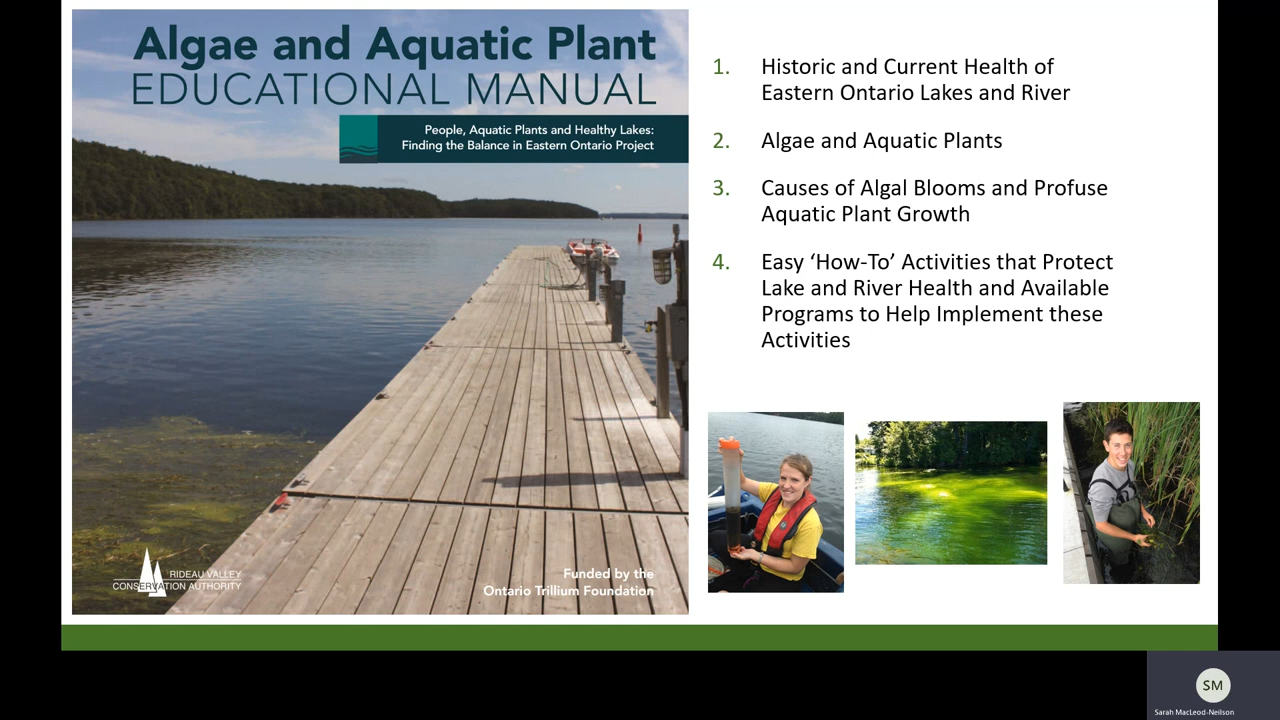 Algae and Aquatic Plant
EDUCATIONAL MANUAL
People, Aquatic Plants and Healthy Lakes:
Finding the Balance in Eastern Ontario Project
RIDEAU VALLEY
CONSERVATION AUTHORITY
Funded by the
Ontario Trillium Foundation
1. Historic and Current Health of
Eastern Ontario Lakes and River
2. Algae and Aquatic Plants
3. Causes of Algal Blooms and Profuse
Aquatic Plant Growth
4. Easy ‘How-To’ Activities that Protect
Lake and River Health and Available
Programs to Help Implement these
Activities
SM
Sarah MacLeod-Neilson